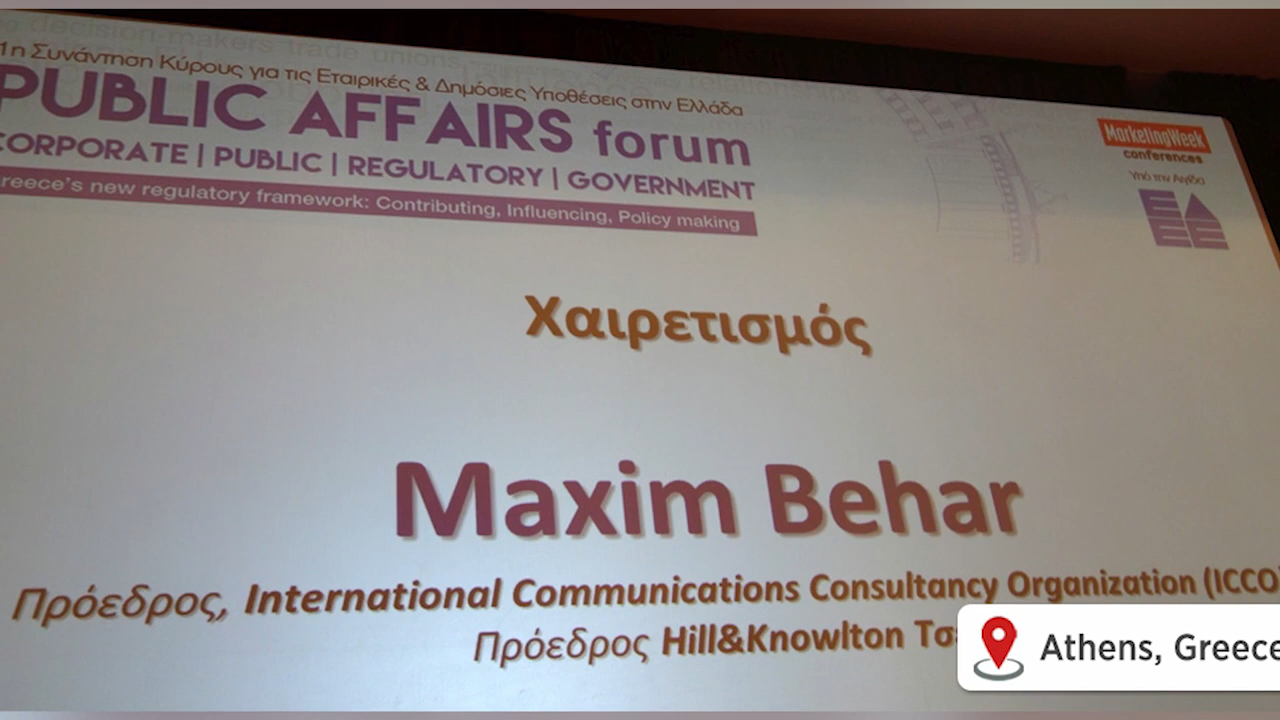 1η Συνάντηση Κύρους για τις Εταιρικές & Δημόσιες Υποθέσεις στην Ελλάδα
PUBLIC AFFAIRS forum
CORPORATE | PUBLIC | REGULATORY | GOVERNMENT
reece's new regulatory framework: Contributing, Influencing, Policy making
MarketingWeek
conferences
Υπό την Αιγίδα
ΕΔΕΕ
Χαιρετισμός
Maxim Behar
Πρόεδρος, International Communications Consultancy Organization (ICCO)
Πρόεδρος Hill&Knowlton
Athens, Greece